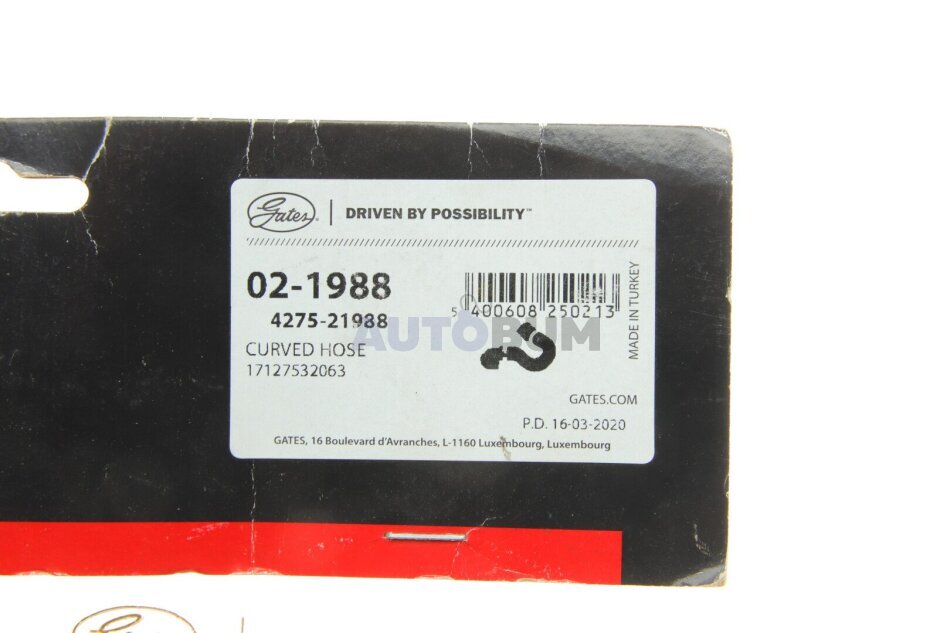 Gates | DRIVEN BY POSSIBILITY™
02-1988
4275-21988
CURVED HOSE
17127532063
5 400608 250213
MADE IN TURKEY
AUTOBUM
GATES.COM
P.D. 16-03-2020
GATES, 16 Boulevard d'Avranches, L-1160 Luxembourg, Luxembourg